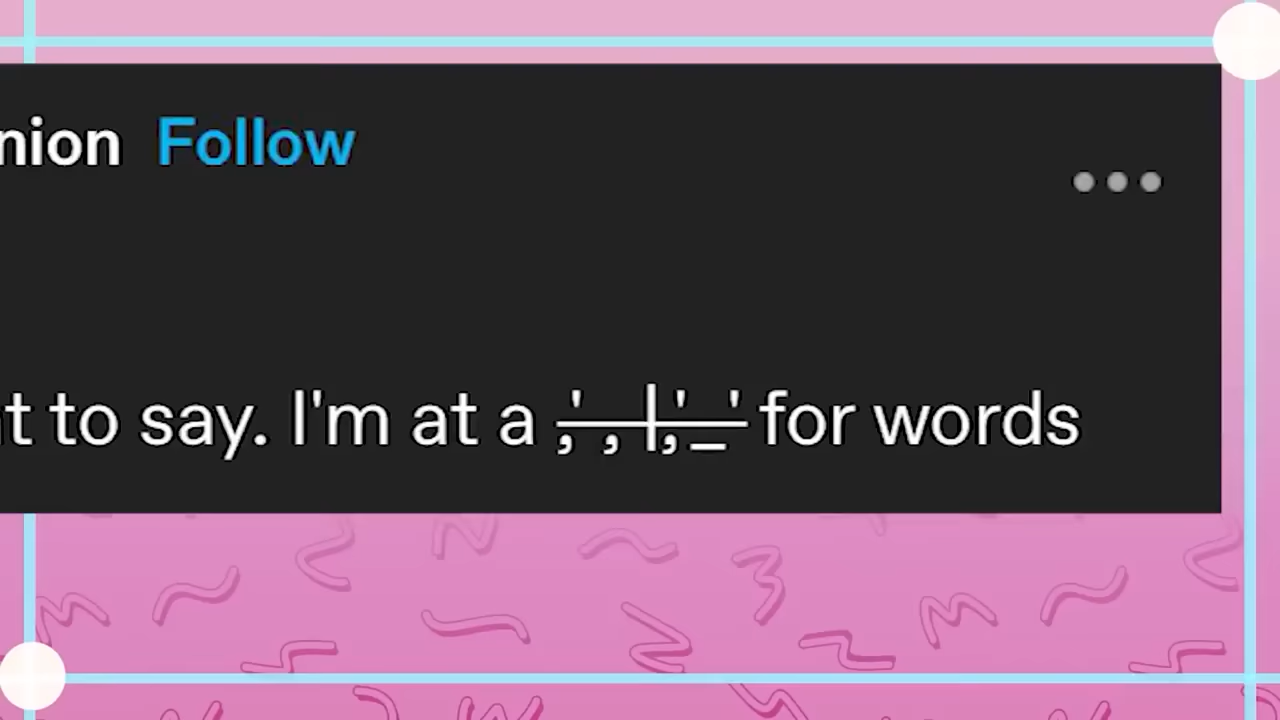 nion Follow
t to say. I'm at a ;̶'̶ ̶,̶ ̶|̶,̶'̶_̶'̶ for words